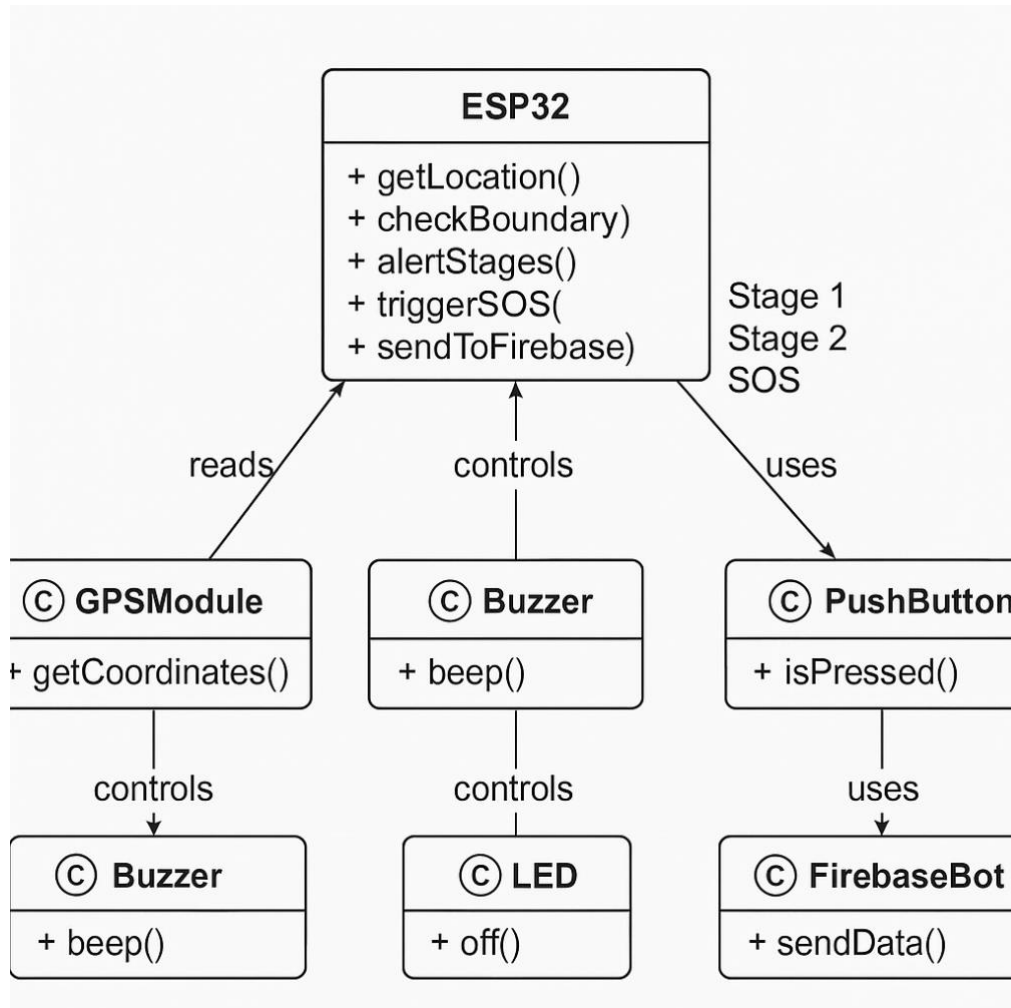 ESP32
+ getLocation()
+ checkBoundary)
+ alertStages()
+ triggerSOS(
+ sendToFirebase)
Stage 1
Stage 2
SOS
reads
controls
uses
C GPSModule
+ getCoordinates()
C Buzzer
+ beep()
C PushButton
+ isPressed()
controls
controls
uses
C Buzzer
+ beep()
C LED
+ off()
C FirebaseBot
+ sendData()